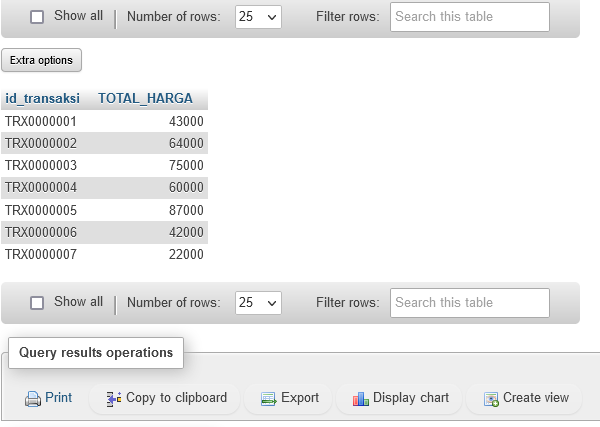 Show all Number of rows: 25 Filter rows: Search this table
Extra options
id_transaksi TOTAL_HARGA
TRX0000001 43000
TRX0000002 64000
TRX0000003 75000
TRX0000004 60000
TRX0000005 87000
TRX0000006 42000
TRX0000007 22000
Show all Number of rows: 25 Filter rows: Search this table
Query results operations
Print Copy to clipboard Export Display chart Create view